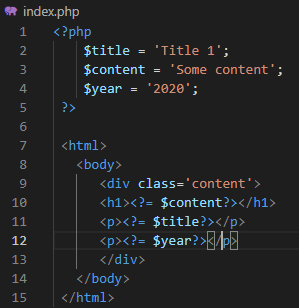 index.php
1 <?php
2 $title = 'Title 1';
3 $content = 'Some content';
4 $year = '2020';
5 ?>
6
7 <html>
8 <body>
9 <div class='content'>
10 <h1><?= $content?></h1>
11 <p><?= $title?></p>
12 <p><?= $year?></p>
13 </div>
14 </body>
15 </html>